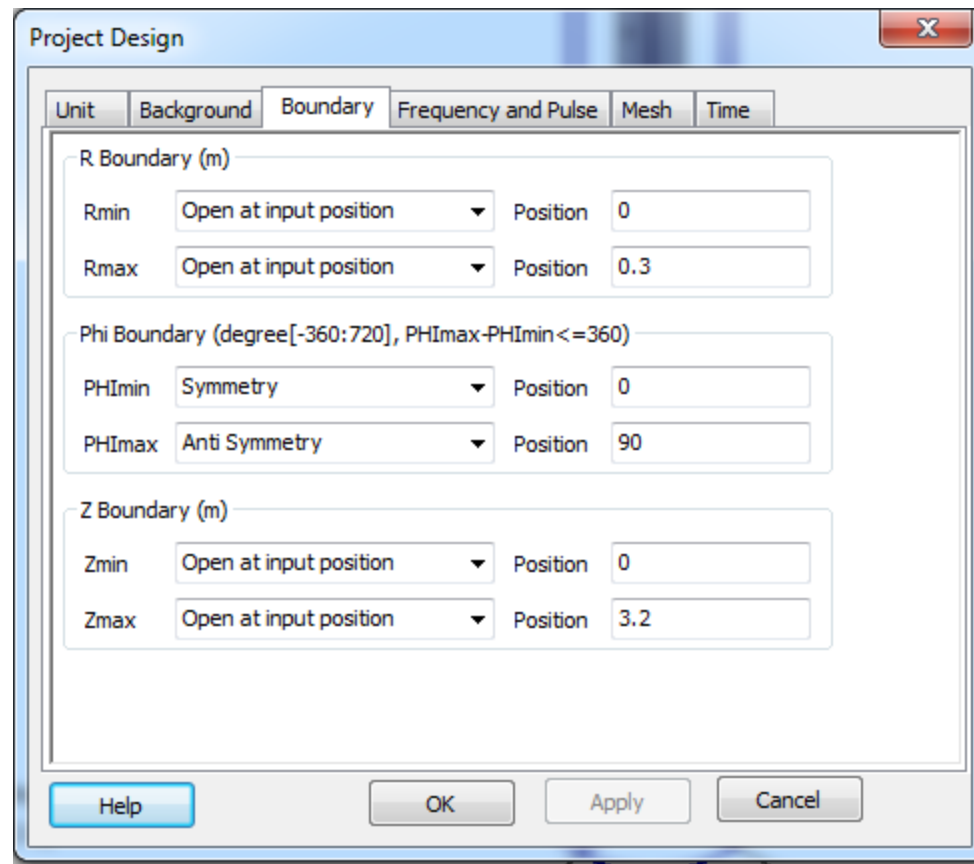 Project Design
Unit Background Boundary Frequency and Pulse Mesh Time
R Boundary (m)
Rmin Open at input position Position 0
Rmax Open at input position Position 0.3
Phi Boundary (degree[-360:720], PHImax-PHImin<=360)
PHImin Symmetry Position 0
PHImax Anti Symmetry Position 90
Z Boundary (m)
Zmin Open at input position Position 0
Zmax Open at input position Position 3.2
Help OK Apply Cancel